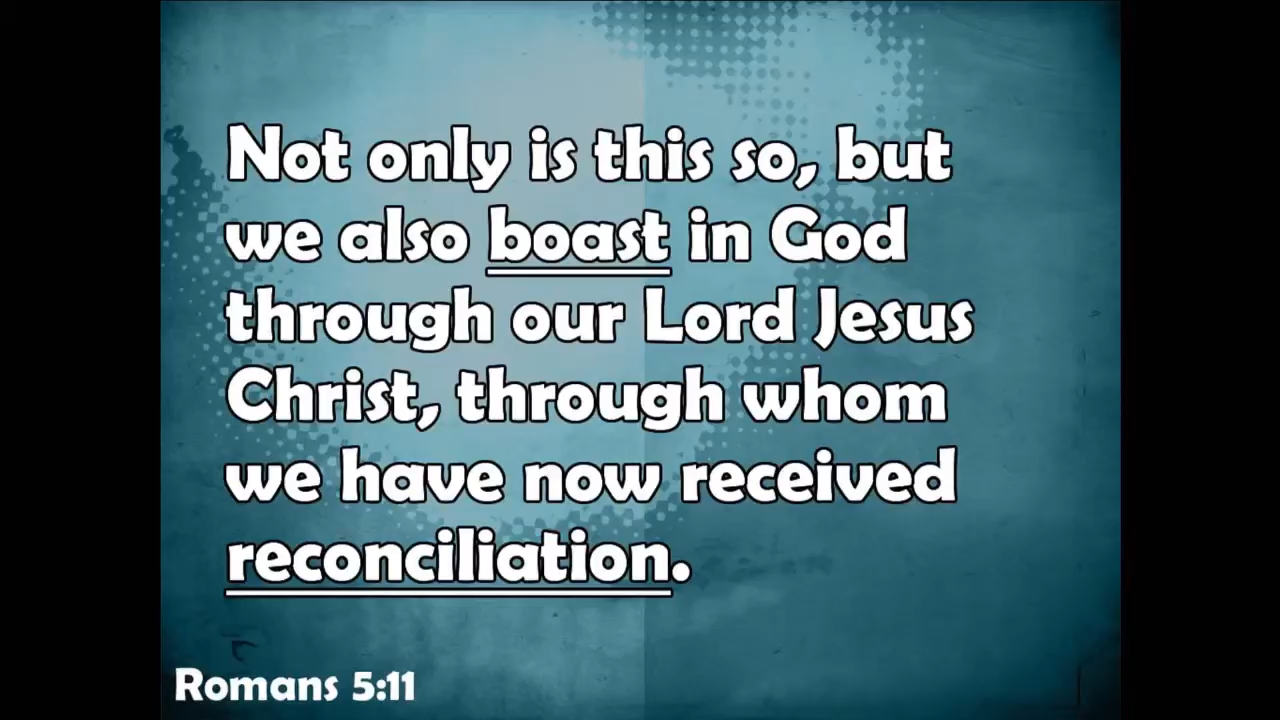 Not only is this so, but
we also boast in God
through our Lord Jesus
Christ, through whom
we have now received
reconciliation.
Romans 5:11